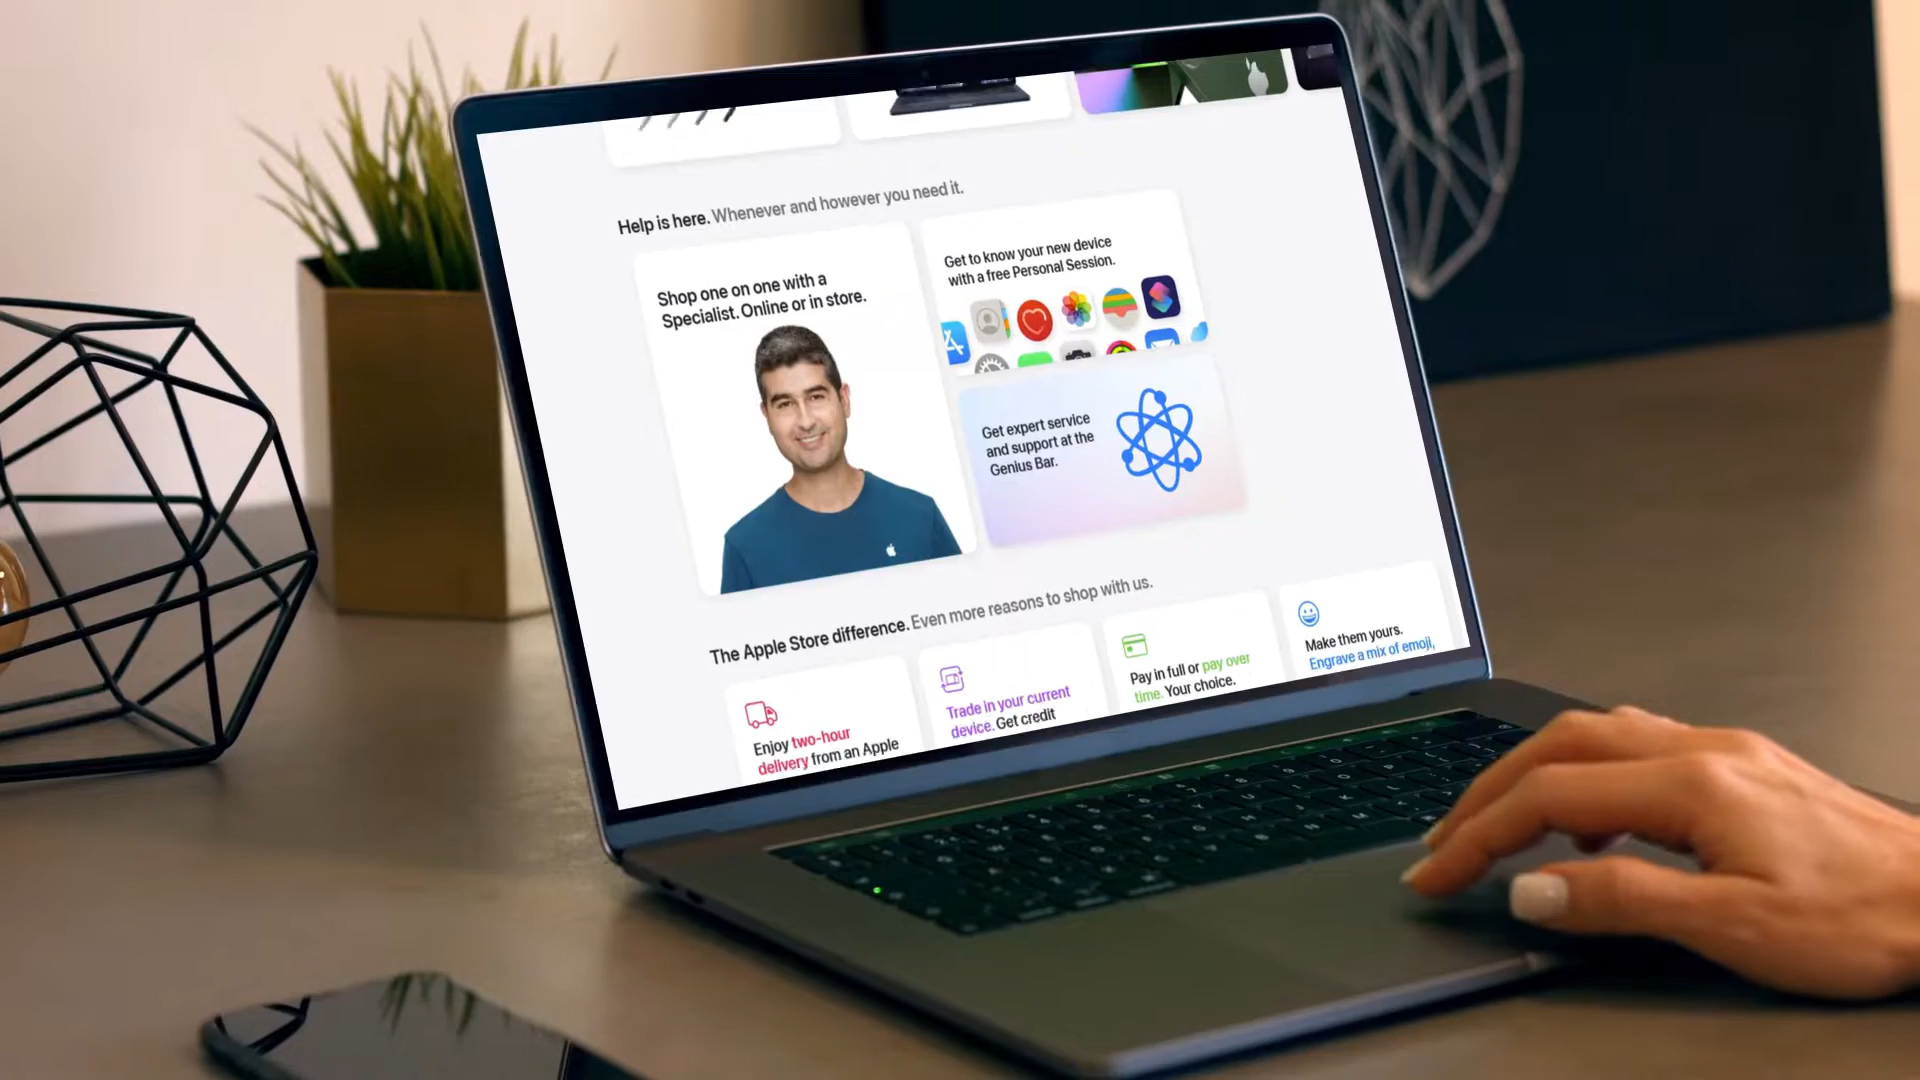 Help is here. Whenever and however you need it.
Shop one on one with a
Specialist. Online or in store.
Get to know your new device
with a free Personal Session.
Get expert service
and support at the
Genius Bar.
The Apple Store difference. Even more reasons to shop with us.
Enjoy two-hour
delivery from an Apple
Trade in your current
device. Get credit
Pay in full or pay over
time. Your choice.
Make them yours.
Engrave a mix of emoji,